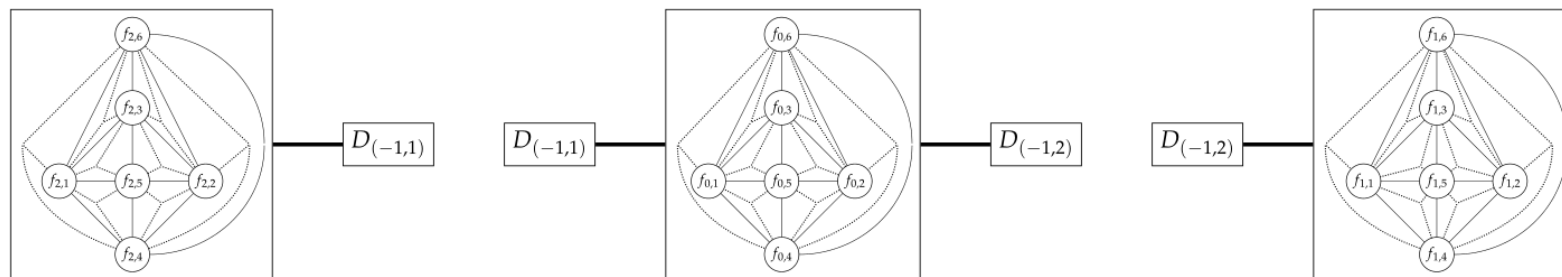 f2,6
f2,3
f2,1 f2,5 f2,2
f2,4
D(−1,1)
D(−1,1)
f0,6
f0,3
f0,1 f0,5 f0,2
f0,4
D(−1,2)
D(−1,2)
f1,6
f1,3
f1,1 f1,5 f1,2
f1,4